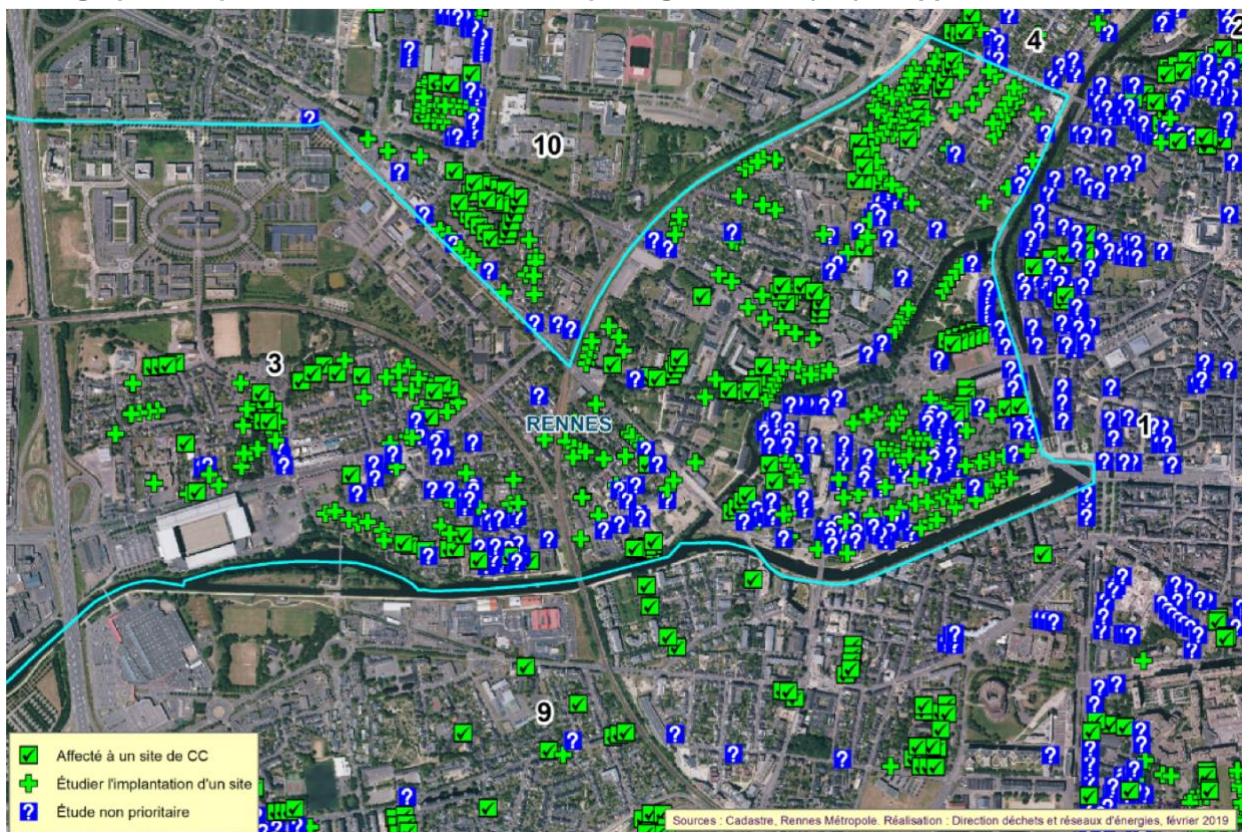 4
2
10
3
RENNES
1
9
Affecté à un site de CC
Étudier l'implantation d'un site
Étude non prioritaire
Sources : Cadastre, Rennes Métropole. Réalisation : Direction déchets et réseaux d'énergies, février 2019